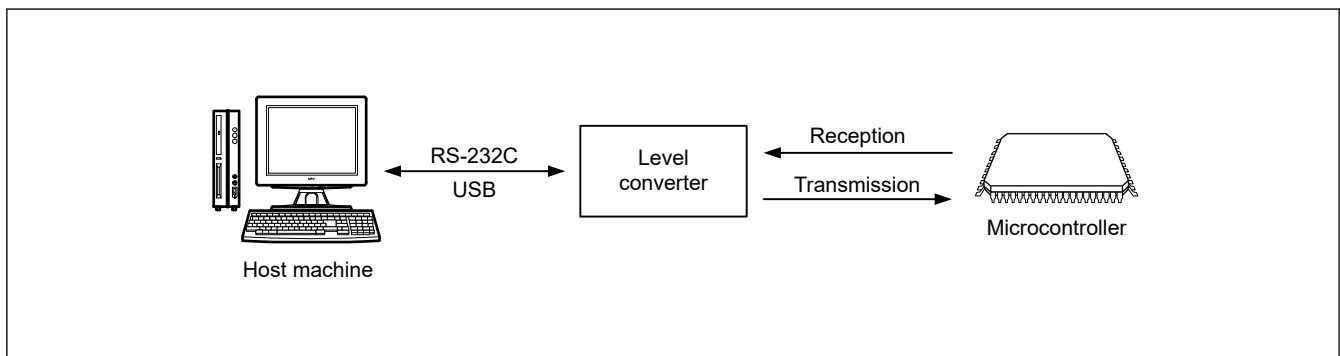 RS-232C
USB
Level
converter
Reception
Transmission
Microcontroller
Host machine